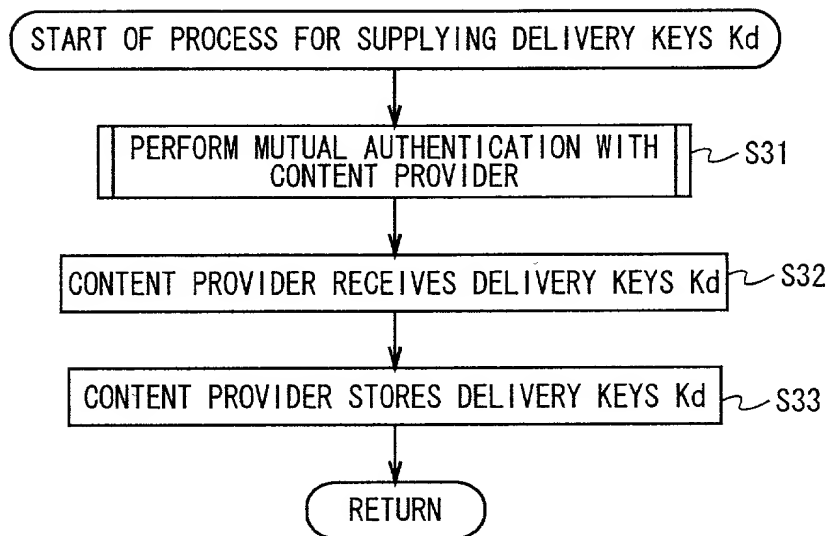 START OF PROCESS FOR SUPPLYING DELIVERY KEYS Kd
PERFORM MUTUAL AUTHENTICATION WITH
CONTENT PROVIDER
S31
CONTENT PROVIDER RECEIVES DELIVERY KEYS Kd
S32
CONTENT PROVIDER STORES DELIVERY KEYS Kd
S33
RETURN